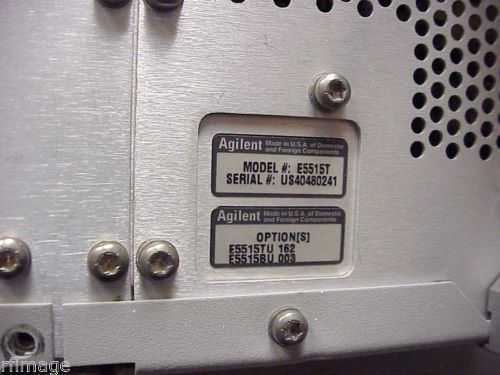 Agilent Made in U.S.A. of Domestic
and Foreign Components
MODEL #: E5515T
SERIAL #: US40480241
Agilent Made in U.S.A. of Domestic
and Foreign Components
OPTION[S]
E5515TU 162
E5515BU 003
rfimage
rfimage